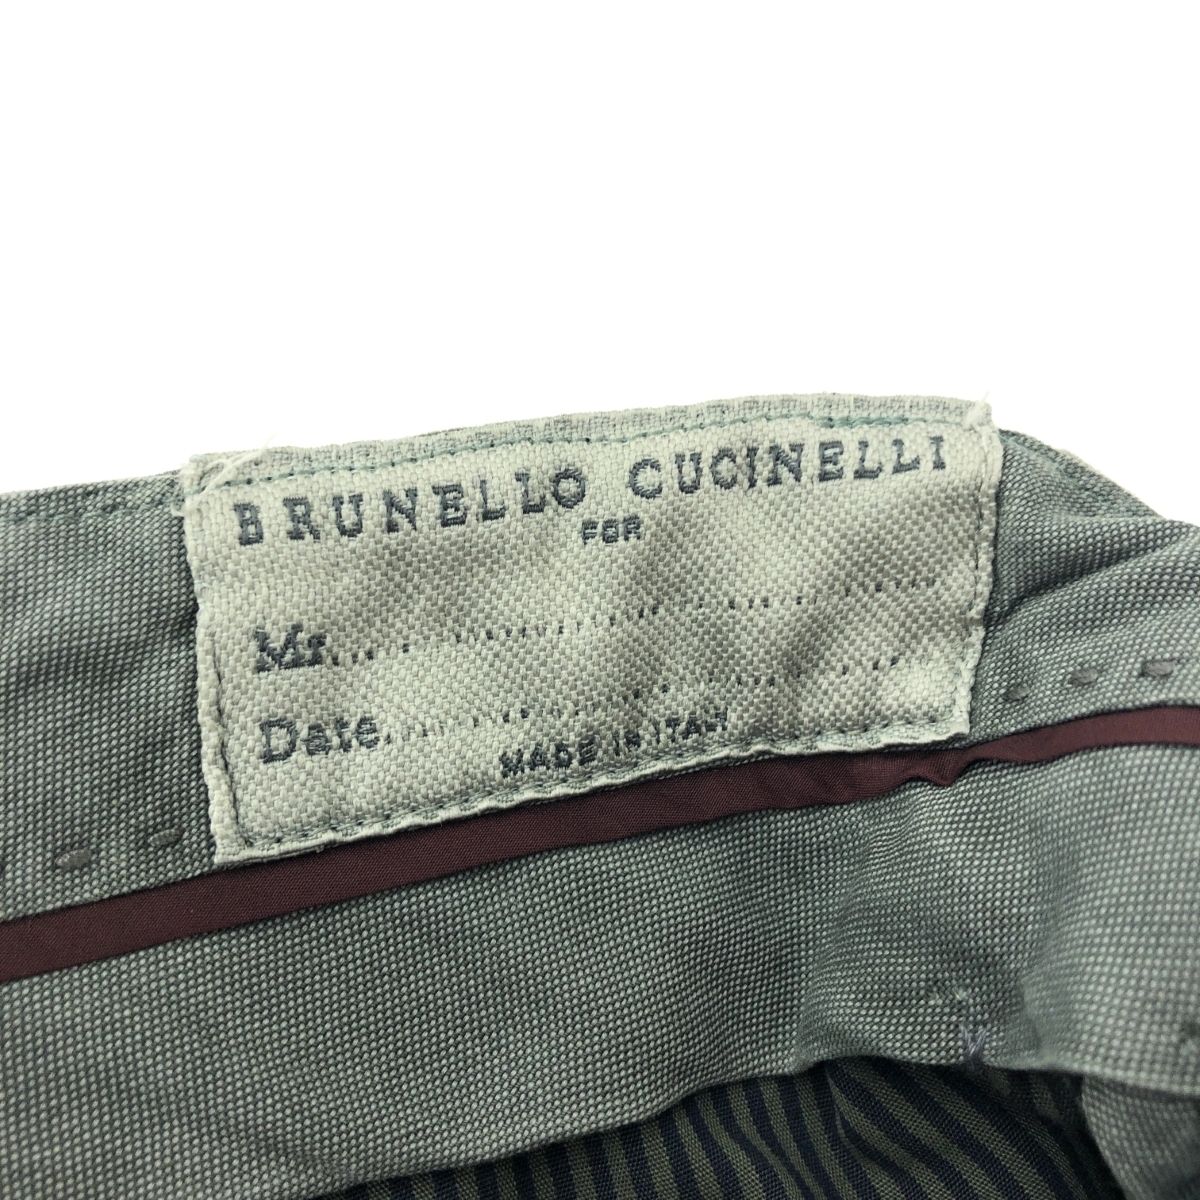 BRUNELLO CUCINELLI
FOR
Mr.
Date
MADE IN ITALY